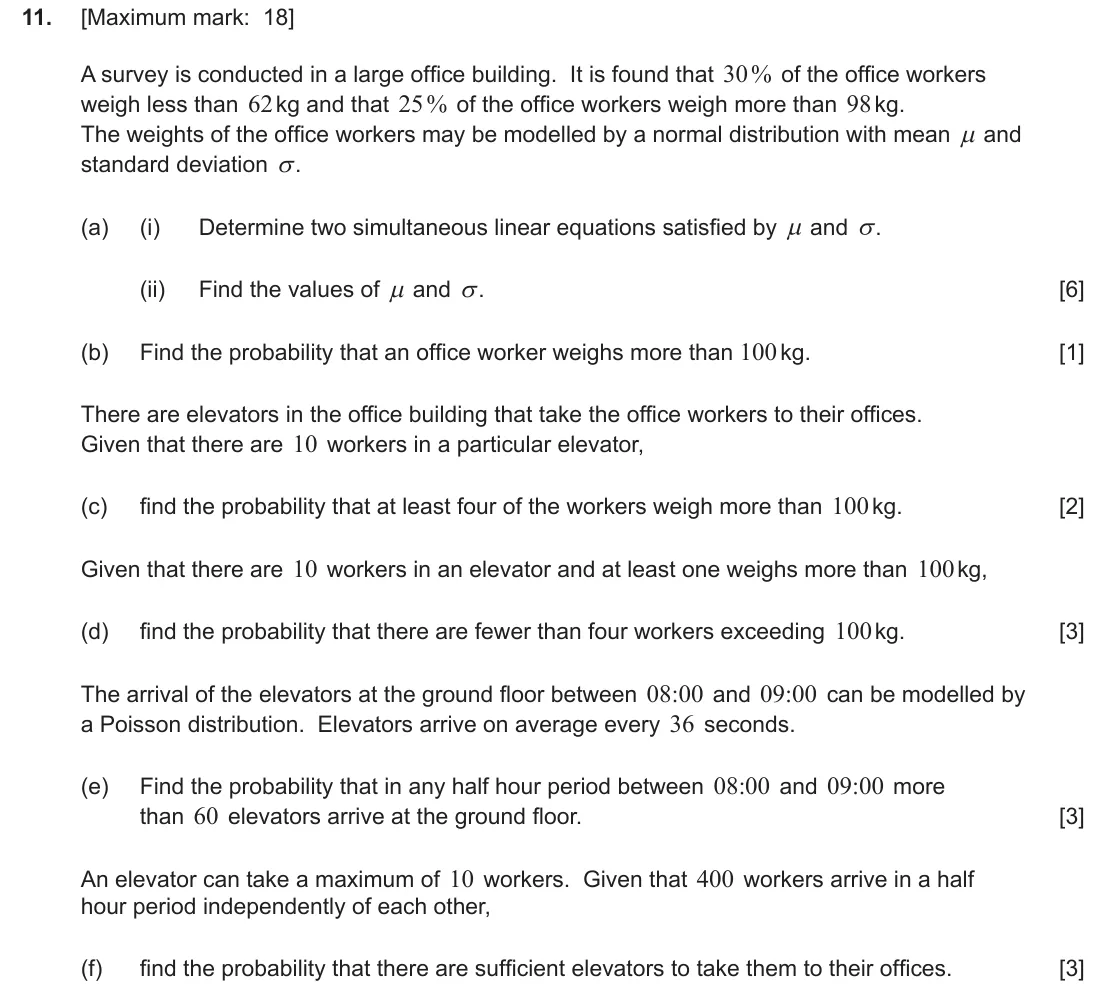 11. [Maximum mark: 18]
A survey is conducted in a large office building. It is found that 30% of the office workers
weigh less than 62 kg and that 25% of the office workers weigh more than 98 kg.
The weights of the office workers may be modelled by a normal distribution with mean μ and
standard deviation σ.
(a) (i) Determine two simultaneous linear equations satisfied by μ and σ.
(ii) Find the values of μ and σ. [6]
(b) Find the probability that an office worker weighs more than 100 kg. [1]
There are elevators in the office building that take the office workers to their offices.
Given that there are 10 workers in a particular elevator,
(c) find the probability that at least four of the workers weigh more than 100 kg. [2]
Given that there are 10 workers in an elevator and at least one weighs more than 100 kg,
(d) find the probability that there are fewer than four workers exceeding 100 kg. [3]
The arrival of the elevators at the ground floor between 08:00 and 09:00 can be modelled by
a Poisson distribution. Elevators arrive on average every 36 seconds.
(e) Find the probability that in any half hour period between 08:00 and 09:00 more
than 60 elevators arrive at the ground floor. [3]
An elevator can take a maximum of 10 workers. Given that 400 workers arrive in a half
hour period independently of each other,
(f) find the probability that there are sufficient elevators to take them to their offices. [3]